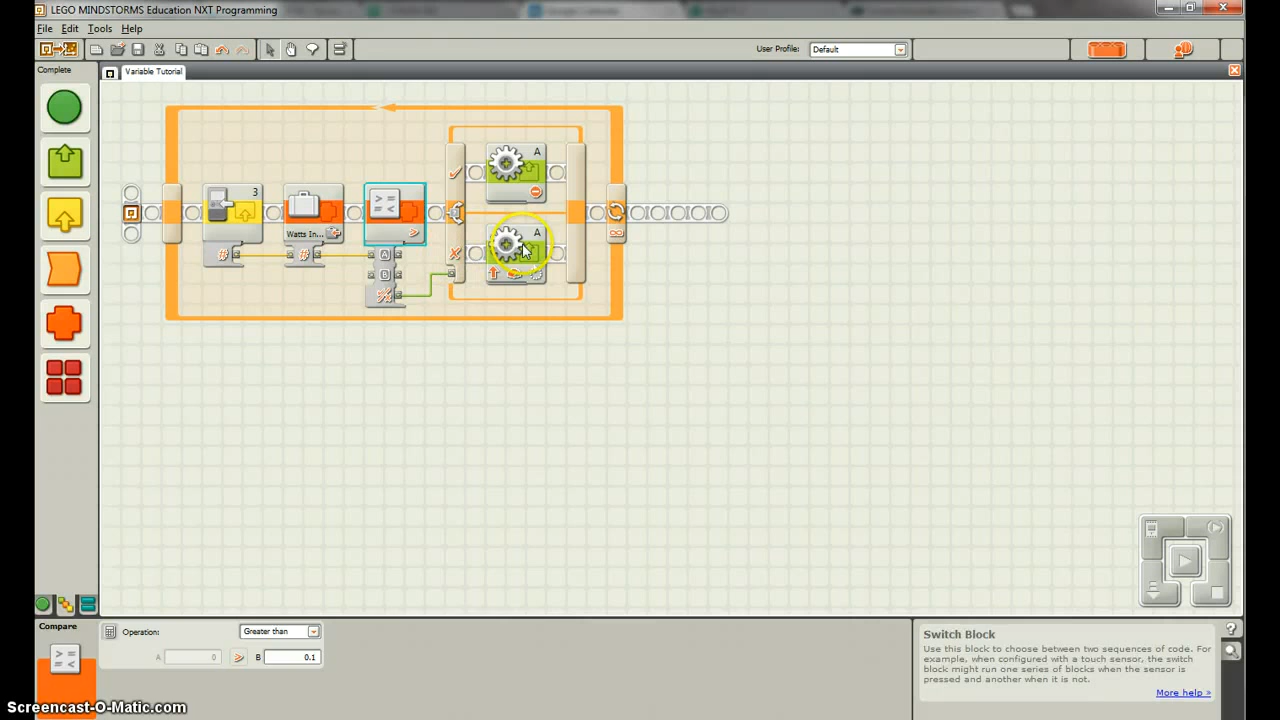 LEGO MINDSTORMS Education NXT Programming
File Edit Tools Help
User Profile: Default
Complete
Variable Tutorial
3
Watts In...
A
A
A
B
Compare
Operation: Greater than
A 0 B 0.1
Switch Block
Use this block to choose between two sequences of code. For
example, when configured with a touch sensor, the switch
block might run one series of blocks when the sensor is
pressed and another when it is not.
More help »
Screencast-O-Matic.com